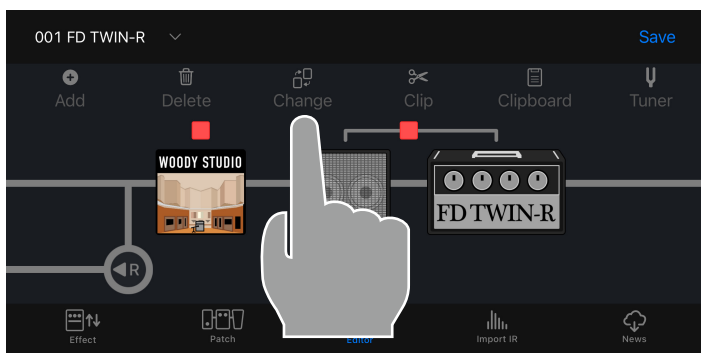 001 FD TWIN-R
Save
Add
Delete
Change
Clip
Clipboard
Tuner
WOODY STUDIO
FD TWIN-R
R
Effect
Patch
Editor
Import IR
News